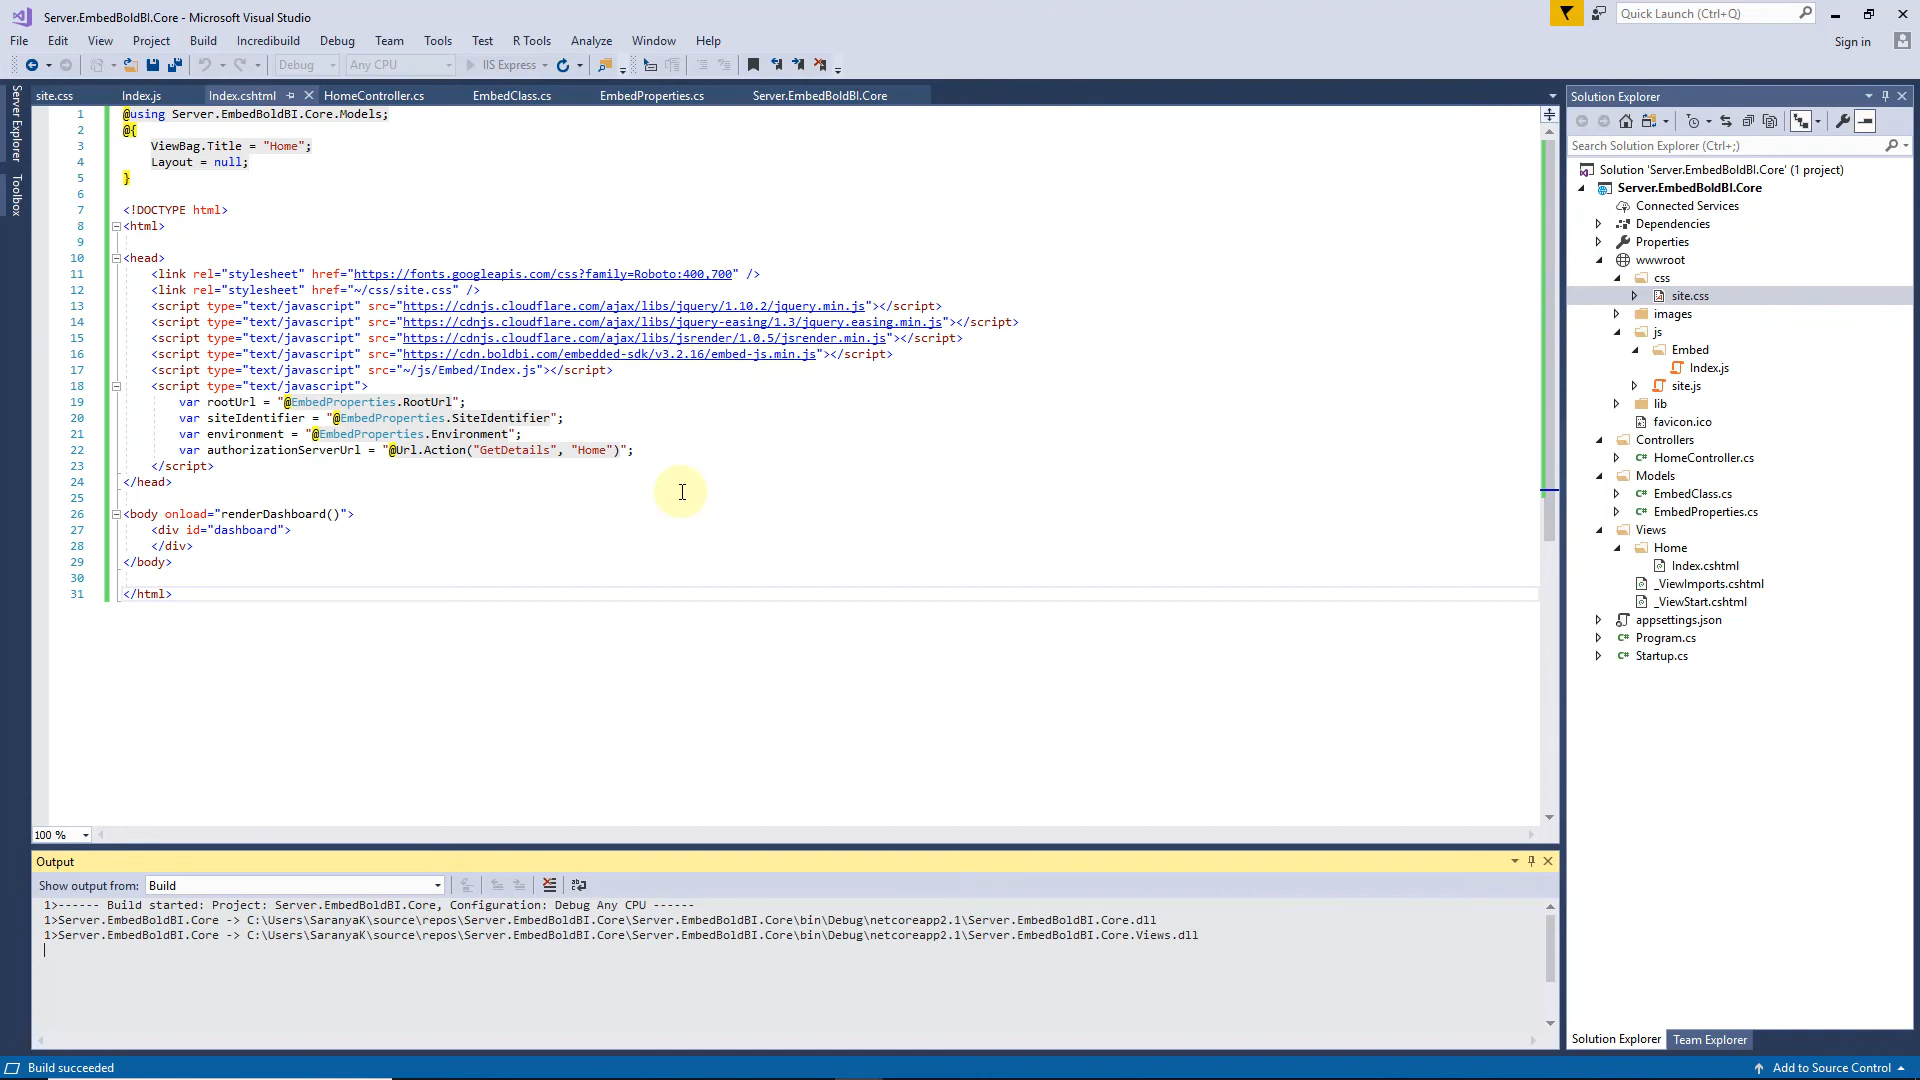 Server.EmbedBoldBI.Core - Microsoft Visual Studio
Quick Launch (Ctrl+Q)
File Edit View Project Build Incredibuild Debug Team Tools Test R Tools Analyze Window Help
Sign in
Debug Any CPU IIS Express
Server Explorer
Toolbox
site.css Index.js Index.cshtml HomeController.cs EmbedClass.cs EmbedProperties.cs Server.EmbedBoldBI.Core
1 @using Server.EmbedBoldBI.Core.Models;
2 @{
3 ViewBag.Title = "Home";
4 Layout = null;
5 }
6
7 <!DOCTYPE html>
8 <html>
9
10 <head>
11 <link rel="stylesheet" href="https://fonts.googleapis.com/css?family=Roboto:400,700" />
12 <link rel="stylesheet" href="~/css/site.css" />
13 <script type="text/javascript" src="https://cdnjs.cloudflare.com/ajax/libs/jquery/1.10.2/jquery.min.js"></script>
14 <script type="text/javascript" src="https://cdnjs.cloudflare.com/ajax/libs/jquery-easing/1.3/jquery.easing.min.js"></script>
15 <script type="text/javascript" src="https://cdnjs.cloudflare.com/ajax/libs/jsrender/1.0.5/jsrender.min.js"></script>
16 <script type="text/javascript" src="https://cdn.boldbi.com/embedded-sdk/v3.2.16/embed-js.min.js"></script>
17 <script type="text/javascript" src="~/js/Embed/Index.js"></script>
18 <script type="text/javascript">
19 var rootUrl = "@EmbedProperties.RootUrl";
20 var siteIdentifier = "@EmbedProperties.SiteIdentifier";
21 var environment = "@EmbedProperties.Environment";
22 var authorizationServerUrl = "@Url.Action("GetDetails", "Home")";
23 </script>
24 </head>
25
26 <body onload="renderDashboard()">
27 <div id="dashboard">
28 </div>
29 </body>
30
31 </html>
100 %
Output
Show output from: Build
1>------ Build started: Project: Server.EmbedBoldBI.Core, Configuration: Debug Any CPU ------
1>Server.EmbedBoldBI.Core -> C:\Users\SaranyaK\source\repos\Server.EmbedBoldBI.Core\Server.EmbedBoldBI.Core\bin\Debug\netcoreapp2.1\Server.EmbedBoldBI.Core.dll
1>Server.EmbedBoldBI.Core -> C:\Users\SaranyaK\source\repos\Server.EmbedBoldBI.Core\Server.EmbedBoldBI.Core\bin\Debug\netcoreapp2.1\Server.EmbedBoldBI.Core.Views.dll
Solution Explorer
Search Solution Explorer (Ctrl+;)
Solution 'Server.EmbedBoldBI.Core' (1 project)
Server.EmbedBoldBI.Core
Connected Services
Dependencies
Properties
wwwroot
css
site.css
images
js
Embed
Index.js
site.js
lib
favicon.ico
Controllers
C# HomeController.cs
Models
C# EmbedClass.cs
C# EmbedProperties.cs
Views
Home
Index.cshtml
_ViewImports.cshtml
_ViewStart.cshtml
appsettings.json
C# Program.cs
C# Startup.cs
Solution Explorer Team Explorer
Build succeeded
Add to Source Control